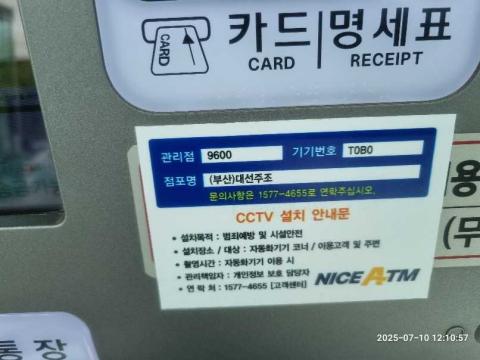 CARD
카드 명세표
CARD RECEIPT
관리점 9600 기기번호 T0B0
점포명 (부산)대선주조
문의사항은 1577-4655로 연락주십시오.
CCTV 설치 안내문
• 설치목적 : 범죄예방 및 시설안전
• 설치장소 / 대상 : 자동화기기 코너 / 이용고객 및 주변
• 촬영시간 : 자동화기기 이용 시
• 관리책임자 : 개인정보 보호 담당자
• 연 락 처 : 1577-4655 [고객센터]
NICE ATM
용
(무
통장
2025-07-10 12:10:57